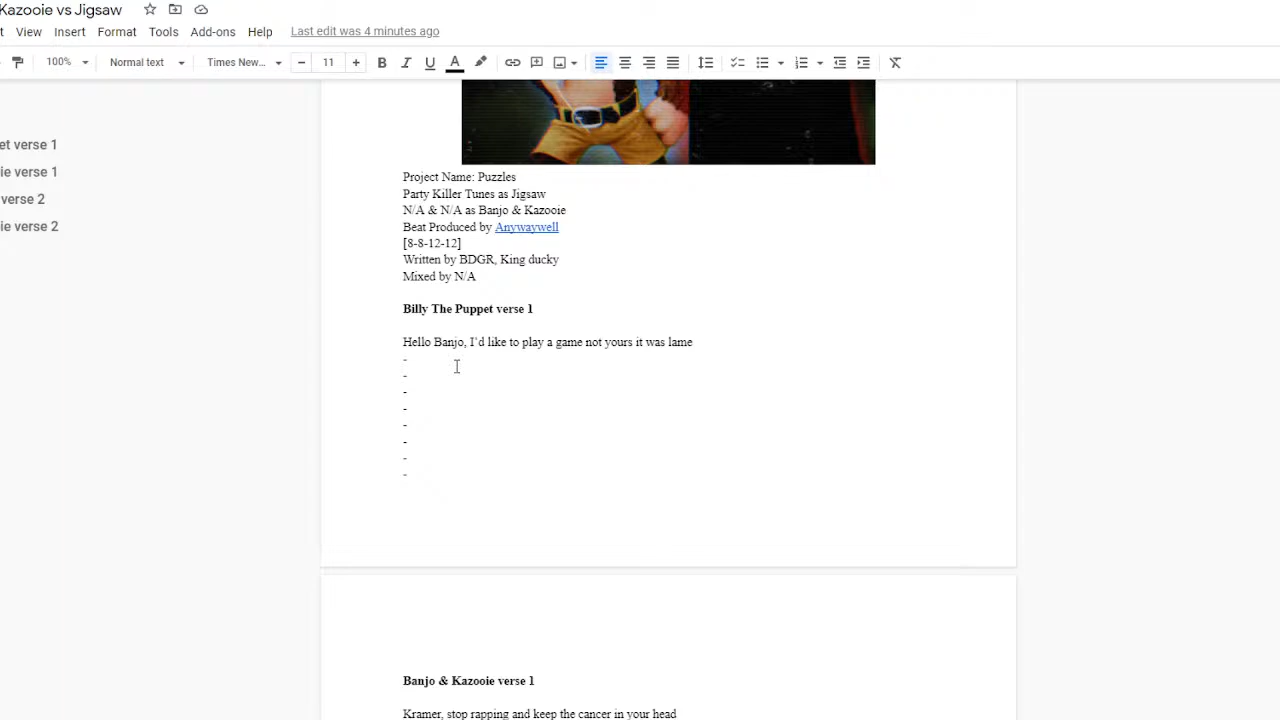 Kazooie vs Jigsaw
t View Insert Format Tools Add-ons Help Last edit was 4 minutes ago
100% Normal text Times New... − 11 + B I U A
et verse 1
ie verse 1
verse 2
ie verse 2
Project Name: Puzzles
Party Killer Tunes as Jigsaw
N/A & N/A as Banjo & Kazooie
Beat Produced by Anywaywell
[8-8-12-12]
Written by BDGR, King ducky
Mixed by N/A
Billy The Puppet verse 1
Hello Banjo, I'd like to play a game not yours it was lame
-
-
-
-
-
-
-
-
Banjo & Kazooie verse 1
Kramer, stop rapping and keep the cancer in your head